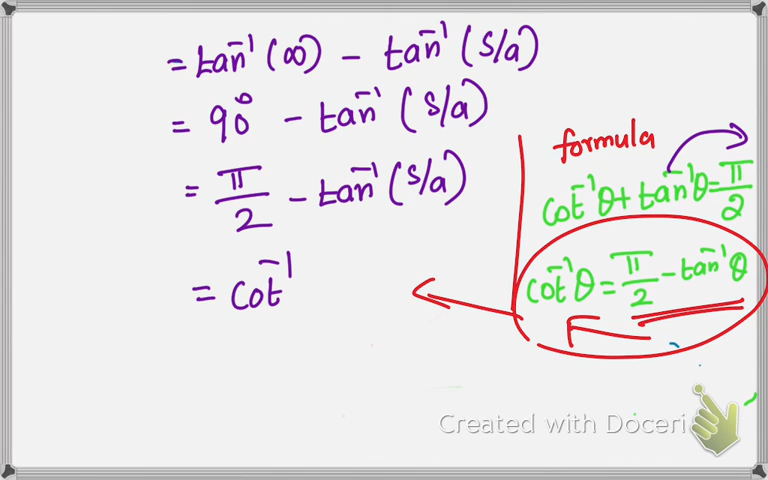 = tan⁻¹(∞) − tan⁻¹(s/a)
= 90° − tan⁻¹(s/a)
= π/2 − tan⁻¹(s/a)
= cot⁻¹
formula
cot⁻¹θ + tan⁻¹θ = π/2
cot⁻¹θ = π/2 − tan⁻¹θ
Created with Doceri